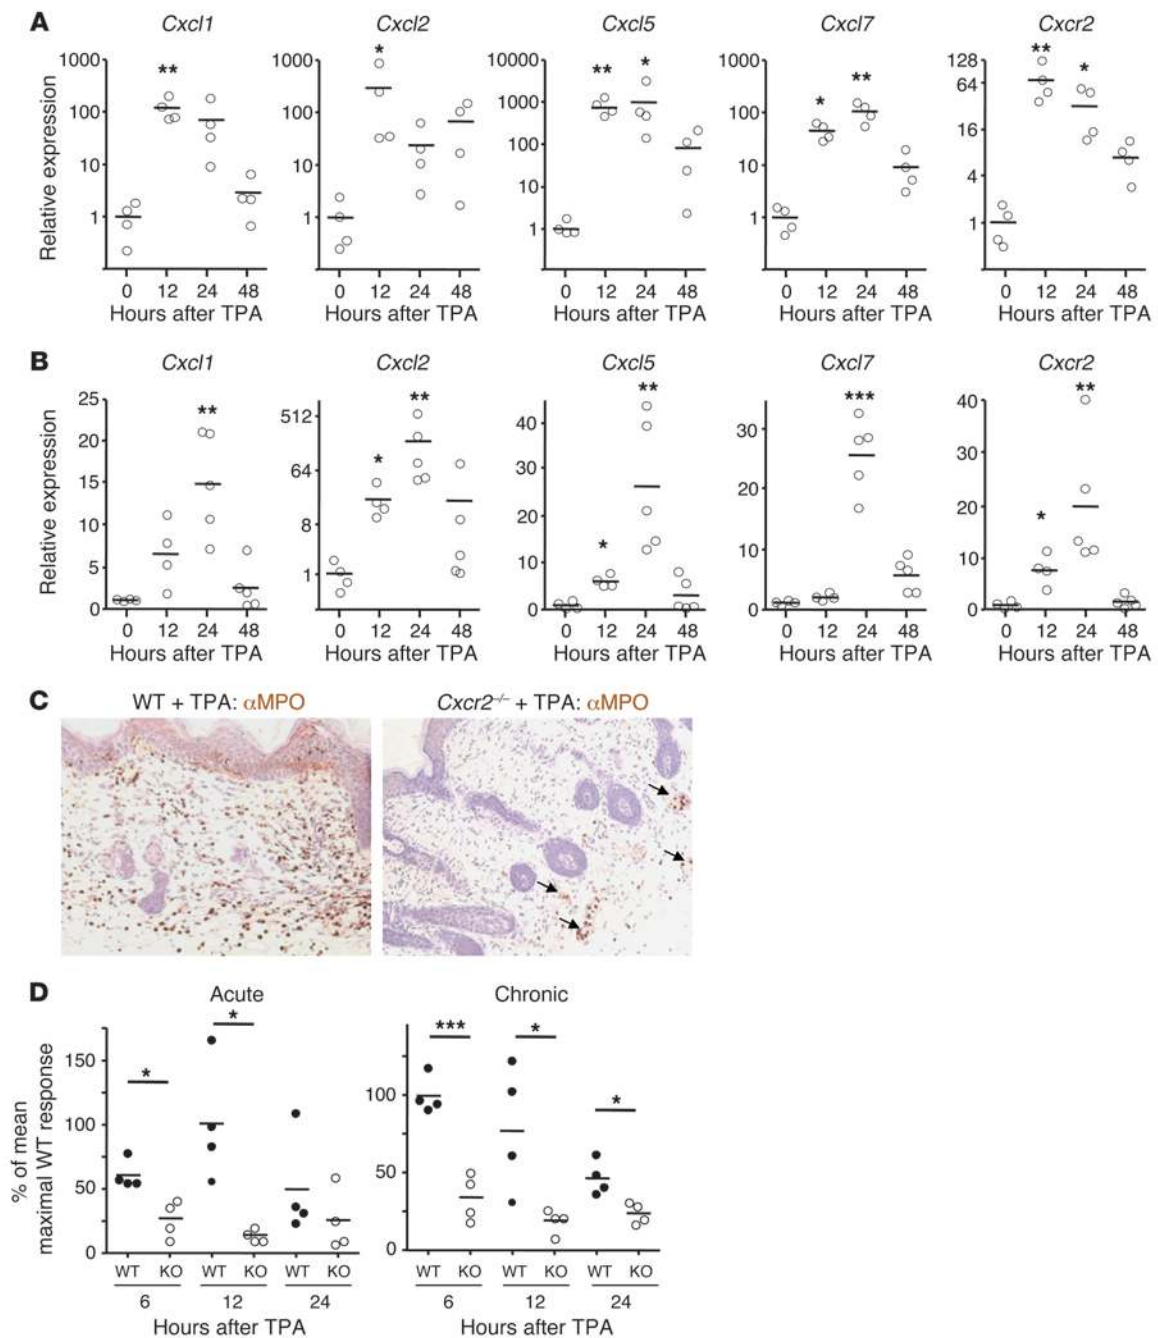 A
Cxcl1 Cxcl2 Cxcl5 Cxcl7 Cxcr2
Relative expression
1000 100 10 1
** 
0 12 24 48
Hours after TPA
1000 100 10 1
*
0 12 24 48
Hours after TPA
10000 1000 100 10 1
** *
0 12 24 48
Hours after TPA
1000 100 10 1
* **
0 12 24 48
Hours after TPA
128 64 16 4 1
** *
0 12 24 48
Hours after TPA
B
Cxcl1 Cxcl2 Cxcl5 Cxcl7 Cxcr2
Relative expression
25 20 15 10 5 0
**
0 12 24 48
Hours after TPA
512 64 8 1
* **
0 12 24 48
Hours after TPA
40 30 20 10 0
* **
0 12 24 48
Hours after TPA
30 20 10 0
***
0 12 24 48
Hours after TPA
40 30 20 10 0
* **
0 12 24 48
Hours after TPA
C
WT + TPA: αMPO
Cxcr2–/– + TPA: αMPO
D
Acute
% of mean
maximal WT response
150 100 50 0
* *
WT KO WT KO WT KO
6 12 24
Hours after TPA
Chronic
100 50 0
*** * *
WT KO WT KO WT KO
6 12 24
Hours after TPA